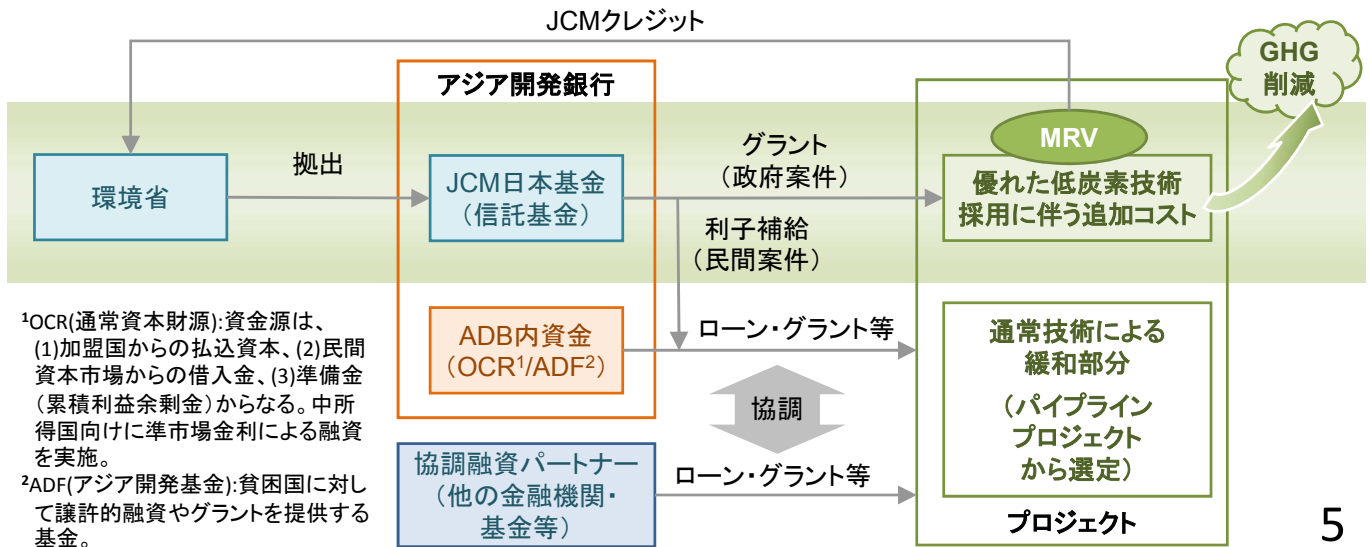 JCMクレジット
GHG
削減
アジア開発銀行
MRV
環境省
拠出
JCM日本基金
（信託基金）
グラント
（政府案件）
優れた低炭素技術
採用に伴う追加コスト
利子補給
（民間案件）
¹OCR(通常資本財源):資金源は、
(1)加盟国からの払込資本、(2)民間
資本市場からの借入金、(3)準備金
（累積利益余剰金）からなる。中所
得国向けに準市場金利による融資
を実施。
²ADF(アジア開発基金):貧困国に対し
て譲許的融資やグラントを提供する
基金。
ADB内資金
（OCR¹/ADF²）
ローン・グラント等
通常技術による
緩和部分
（パイプライン
プロジェクト
から選定）
協調
協調融資パートナー
（他の金融機関・
基金等）
ローン・グラント等
プロジェクト
5